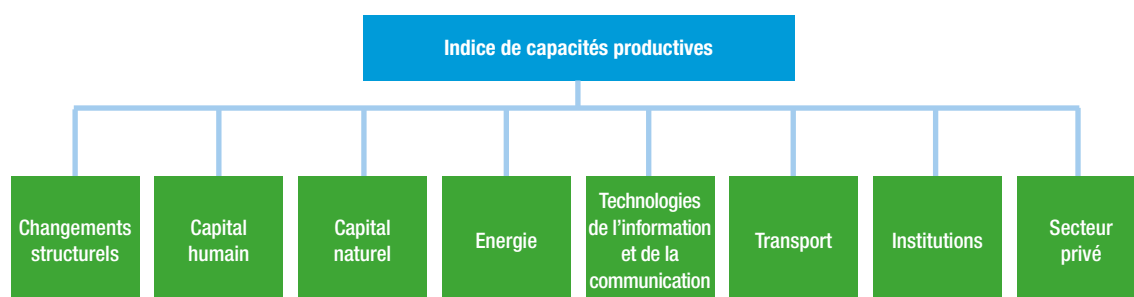 Indice de capacités productives
Changements
structurels
Capital
humain
Capital
naturel
Energie
Technologies
de l'information
et de la
communication
Transport
Institutions
Secteur
privé